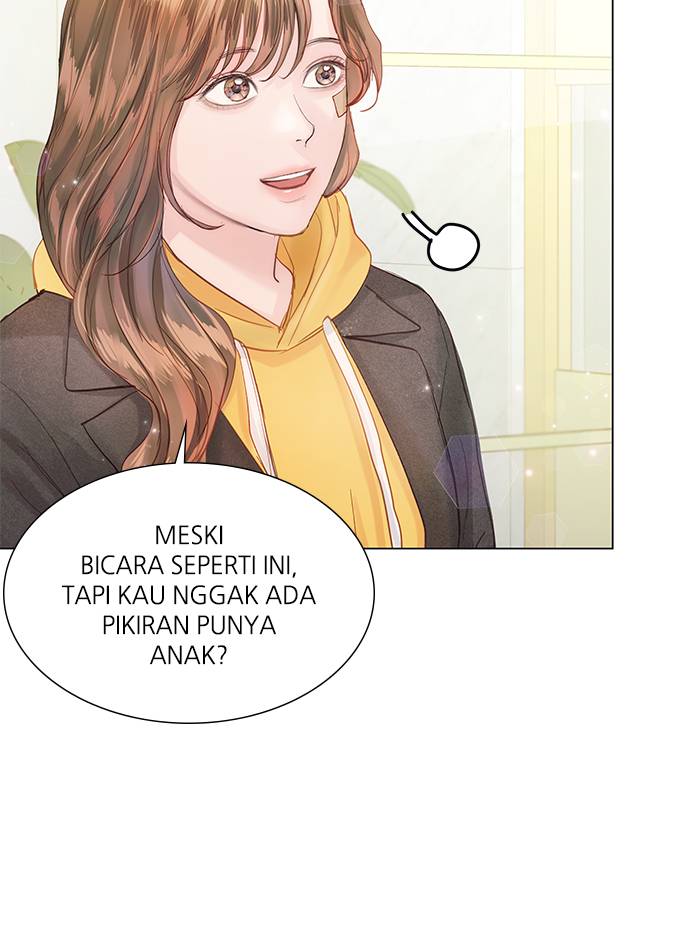 MESKI
BICARA SEPERTI INI,
TAPI KAU NGGAK ADA
PIKIRAN PUNYA
ANAK?